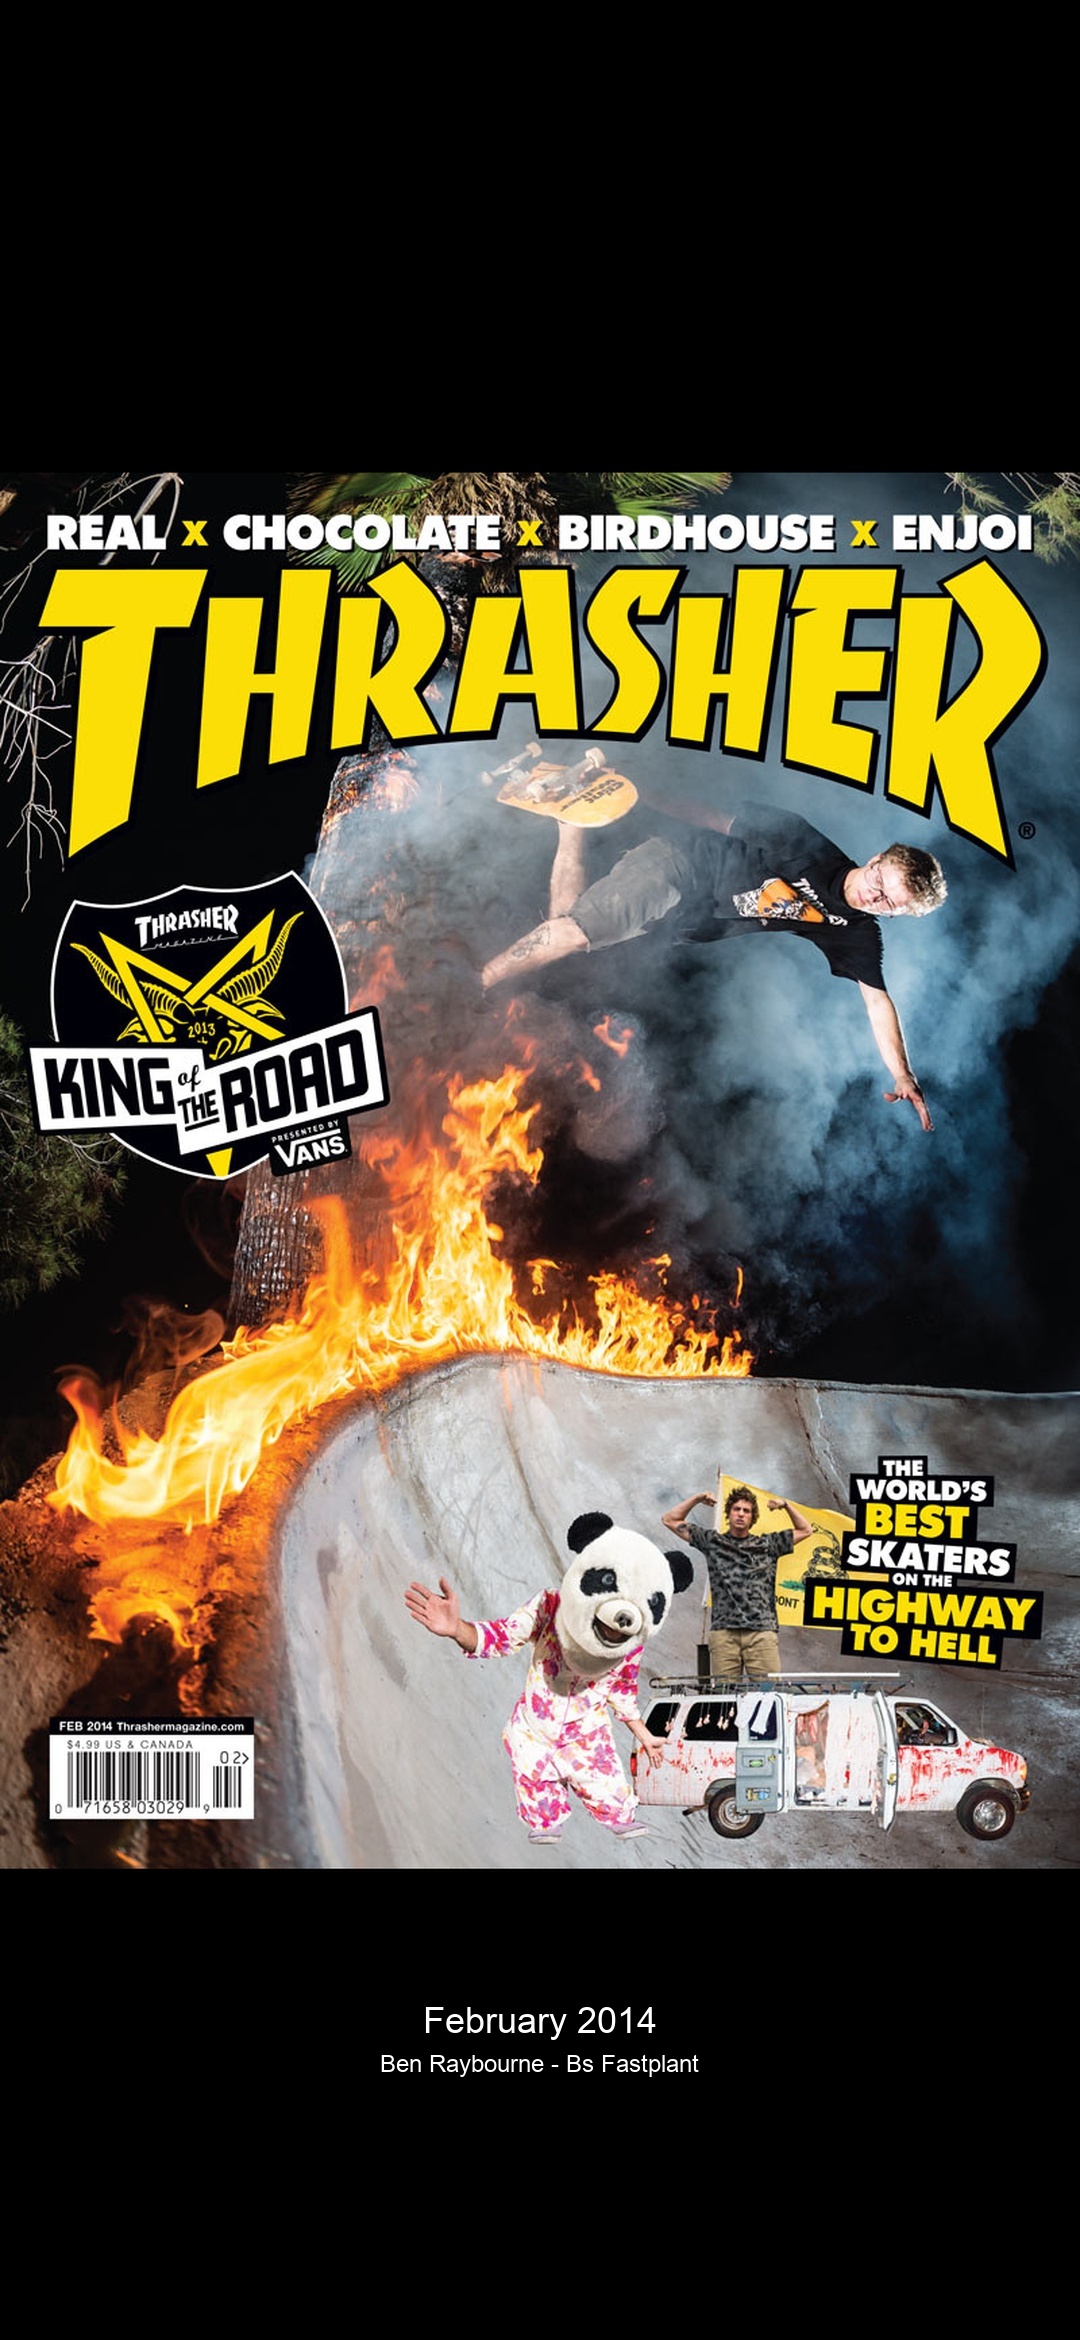 REAL x CHOCOLATE x BIRDHOUSE x ENJOI
THRASHER
®
THRASHER
MAGAZINE
2013
KING of THE ROAD
PRESENTED BY
VANS
THE
WORLD'S
BEST
SKATERS
ON THE
HIGHWAY
TO HELL
DONT
FEB 2014 Thrashermagazine.com
$4.99 US & CANADA
02>
0 71658 03029 9
February 2014
Ben Raybourne - Bs Fastplant